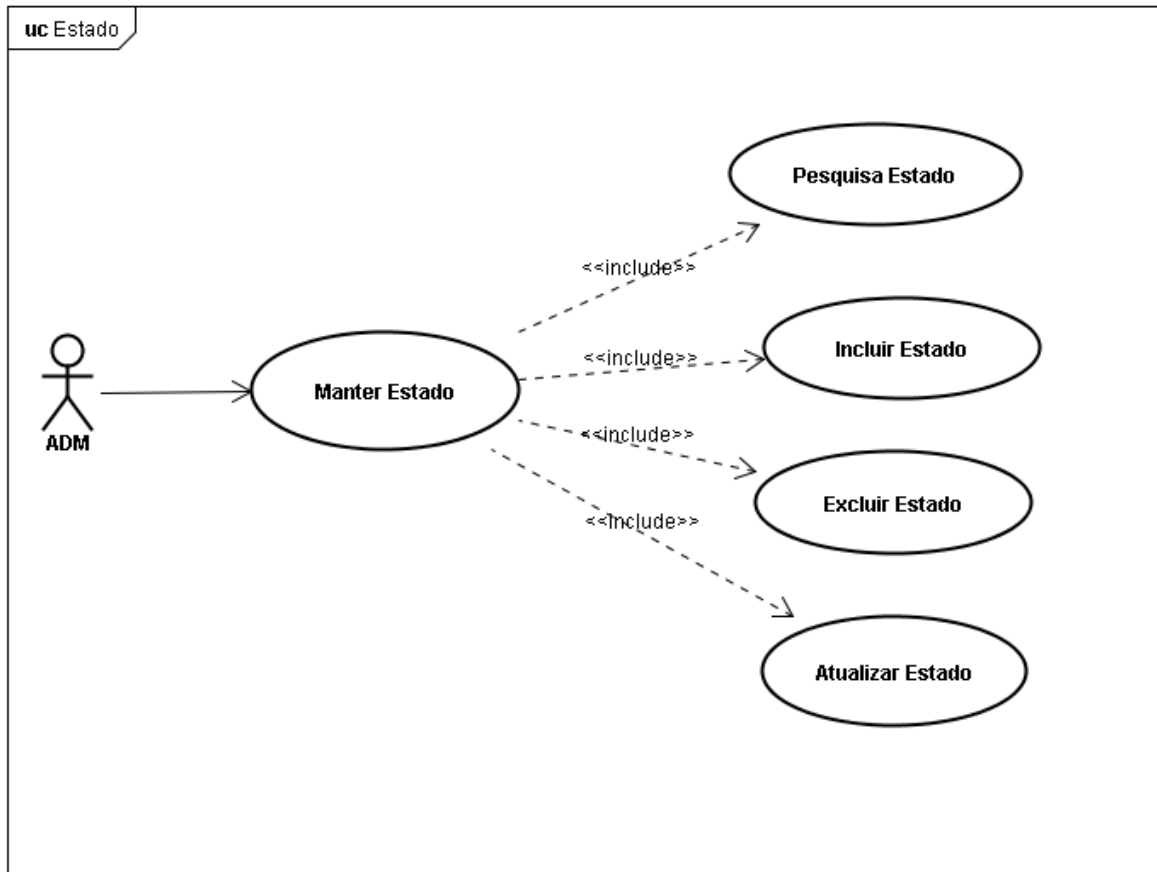 uc Estado
Pesquisa Estado
<<include>>
Incluir Estado
<<include>>
Manter Estado
ADM
<<include>>
Excluir Estado
<<include>>
Atualizar Estado